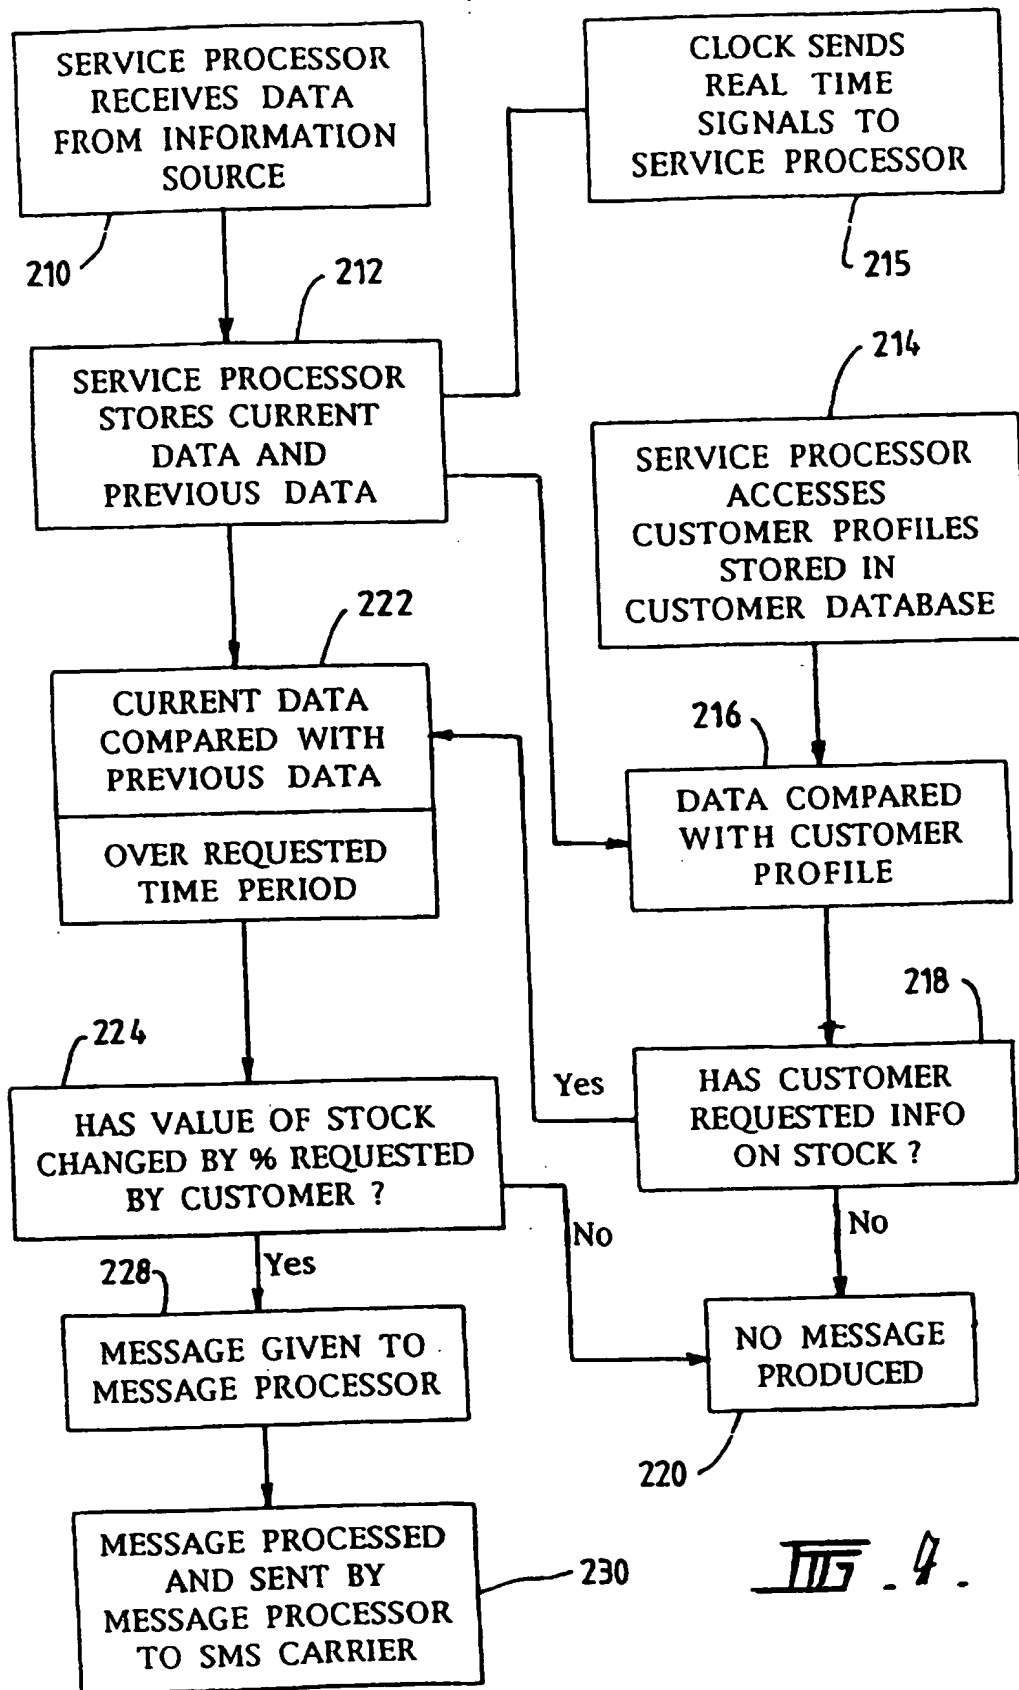 SERVICE PROCESSOR
RECEIVES DATA
FROM INFORMATION
SOURCE
210
CLOCK SENDS
REAL TIME
SIGNALS TO
SERVICE PROCESSOR
215
212
SERVICE PROCESSOR
STORES CURRENT
DATA AND
PREVIOUS DATA
214
SERVICE PROCESSOR
ACCESSES
CUSTOMER PROFILES
STORED IN
CUSTOMER DATABASE
222
CURRENT DATA
COMPARED WITH
PREVIOUS DATA
OVER REQUESTED
TIME PERIOD
216
DATA COMPARED
WITH CUSTOMER
PROFILE
218
HAS CUSTOMER
REQUESTED INFO
ON STOCK ?
Yes
No
224
HAS VALUE OF STOCK
CHANGED BY % REQUESTED
BY CUSTOMER ?
Yes
No
228
MESSAGE GIVEN TO
MESSAGE PROCESSOR
NO MESSAGE
PRODUCED
220
MESSAGE PROCESSED
AND SENT BY
MESSAGE PROCESSOR
TO SMS CARRIER
230
FIG